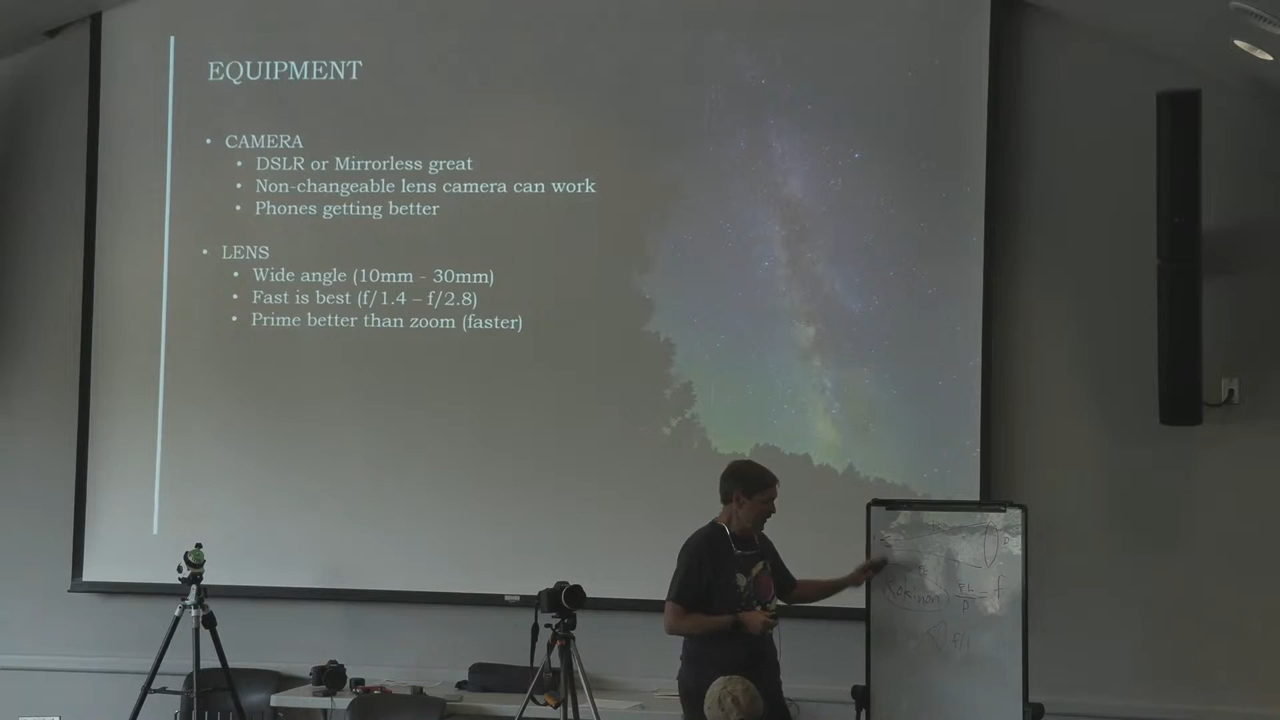 EQUIPMENT
• CAMERA
• DSLR or Mirrorless great
• Non-changeable lens camera can work
• Phones getting better
• LENS
• Wide angle (10mm - 30mm)
• Fast is best (f/1.4 – f/2.8)
• Prime better than zoom (faster)
Rokinon
FL
— = f
D
f/1